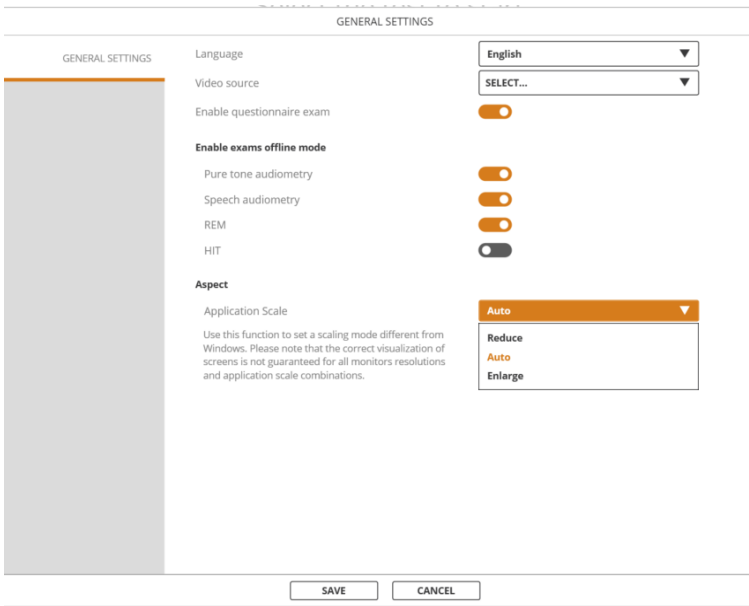 GENERAL SETTINGS
GENERAL SETTINGS
Language English
Video source SELECT...
Enable questionnaire exam
Enable exams offline mode
Pure tone audiometry
Speech audiometry
REM
HIT
Aspect
Application Scale Auto
Use this function to set a scaling mode different from
Windows. Please note that the correct visualization of
screens is not guaranteed for all monitors resolutions
and application scale combinations.
Reduce
Auto
Enlarge
SAVE CANCEL